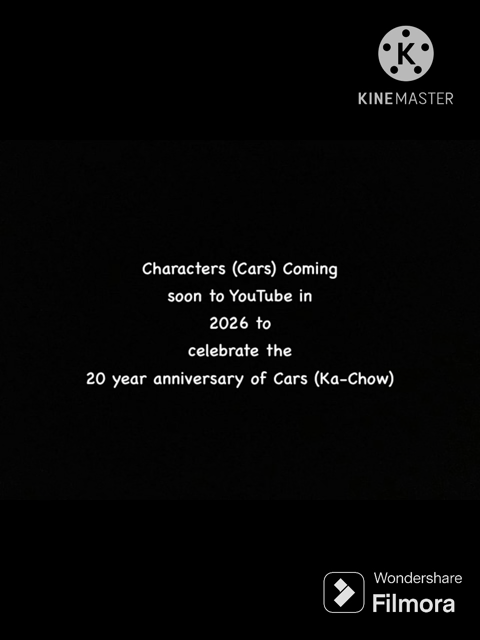 K
KINEMASTER
Characters (Cars) Coming
soon to YouTube in
2026 to
celebrate the
20 year anniversary of Cars (Ka-Chow)
Wondershare
Filmora